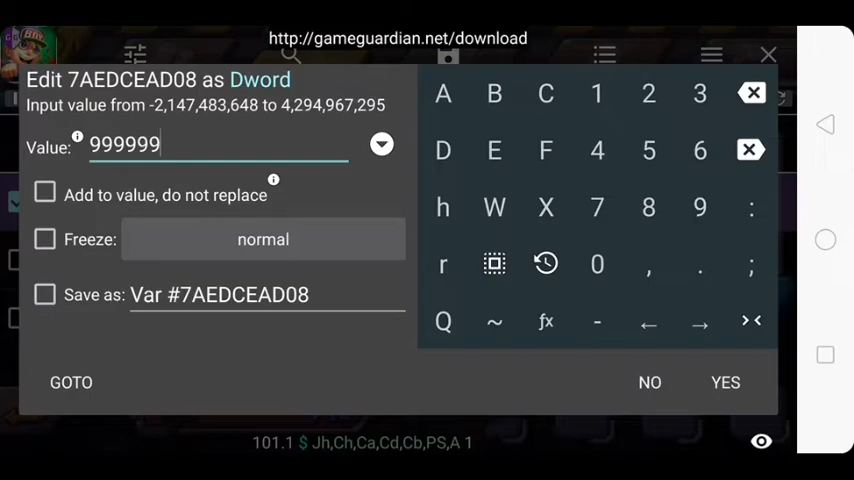 http://gameguardian.net/download
Edit 7AEDCEAD08 as Dword
Input value from -2,147,483,648 to 4,294,967,295
Value: 999999
Add to value, do not replace
Freeze: normal
Save as: Var #7AEDCEAD08
GOTO
NO
YES
A B C 1 2 3
D E F 4 5 6
h W X 7 8 9 :
r 0 , . ;
Q ~ ƒx - ← → ><
101.1 $ Jh,Ch,Ca,Cd,Cb,PS,A 1